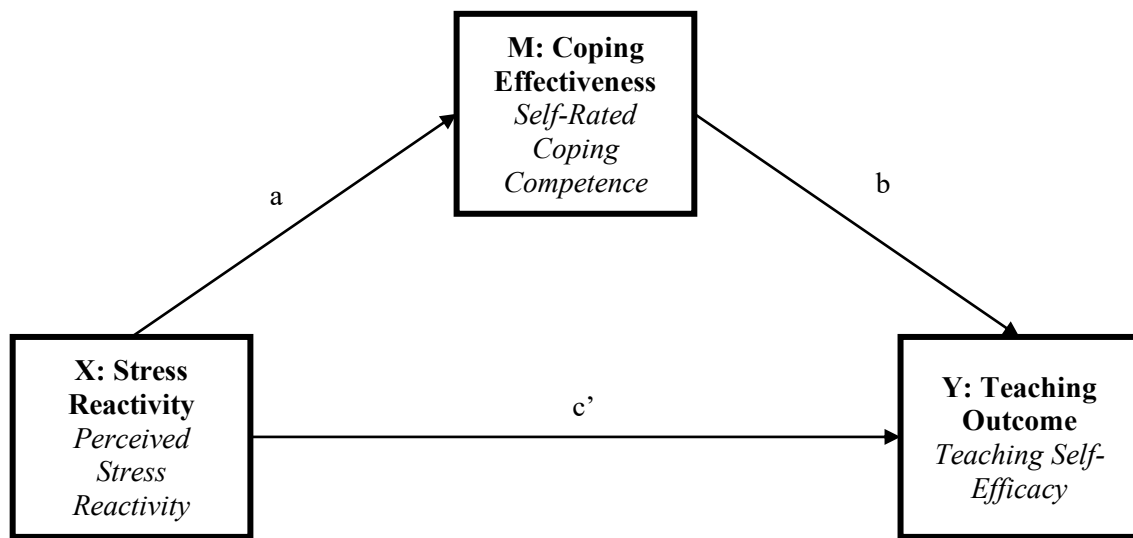 M: Coping
Effectiveness
Self-Rated
Coping
Competence
a
b
X: Stress
Reactivity
Perceived
Stress
Reactivity
c’
Y: Teaching
Outcome
Teaching Self-
Efficacy